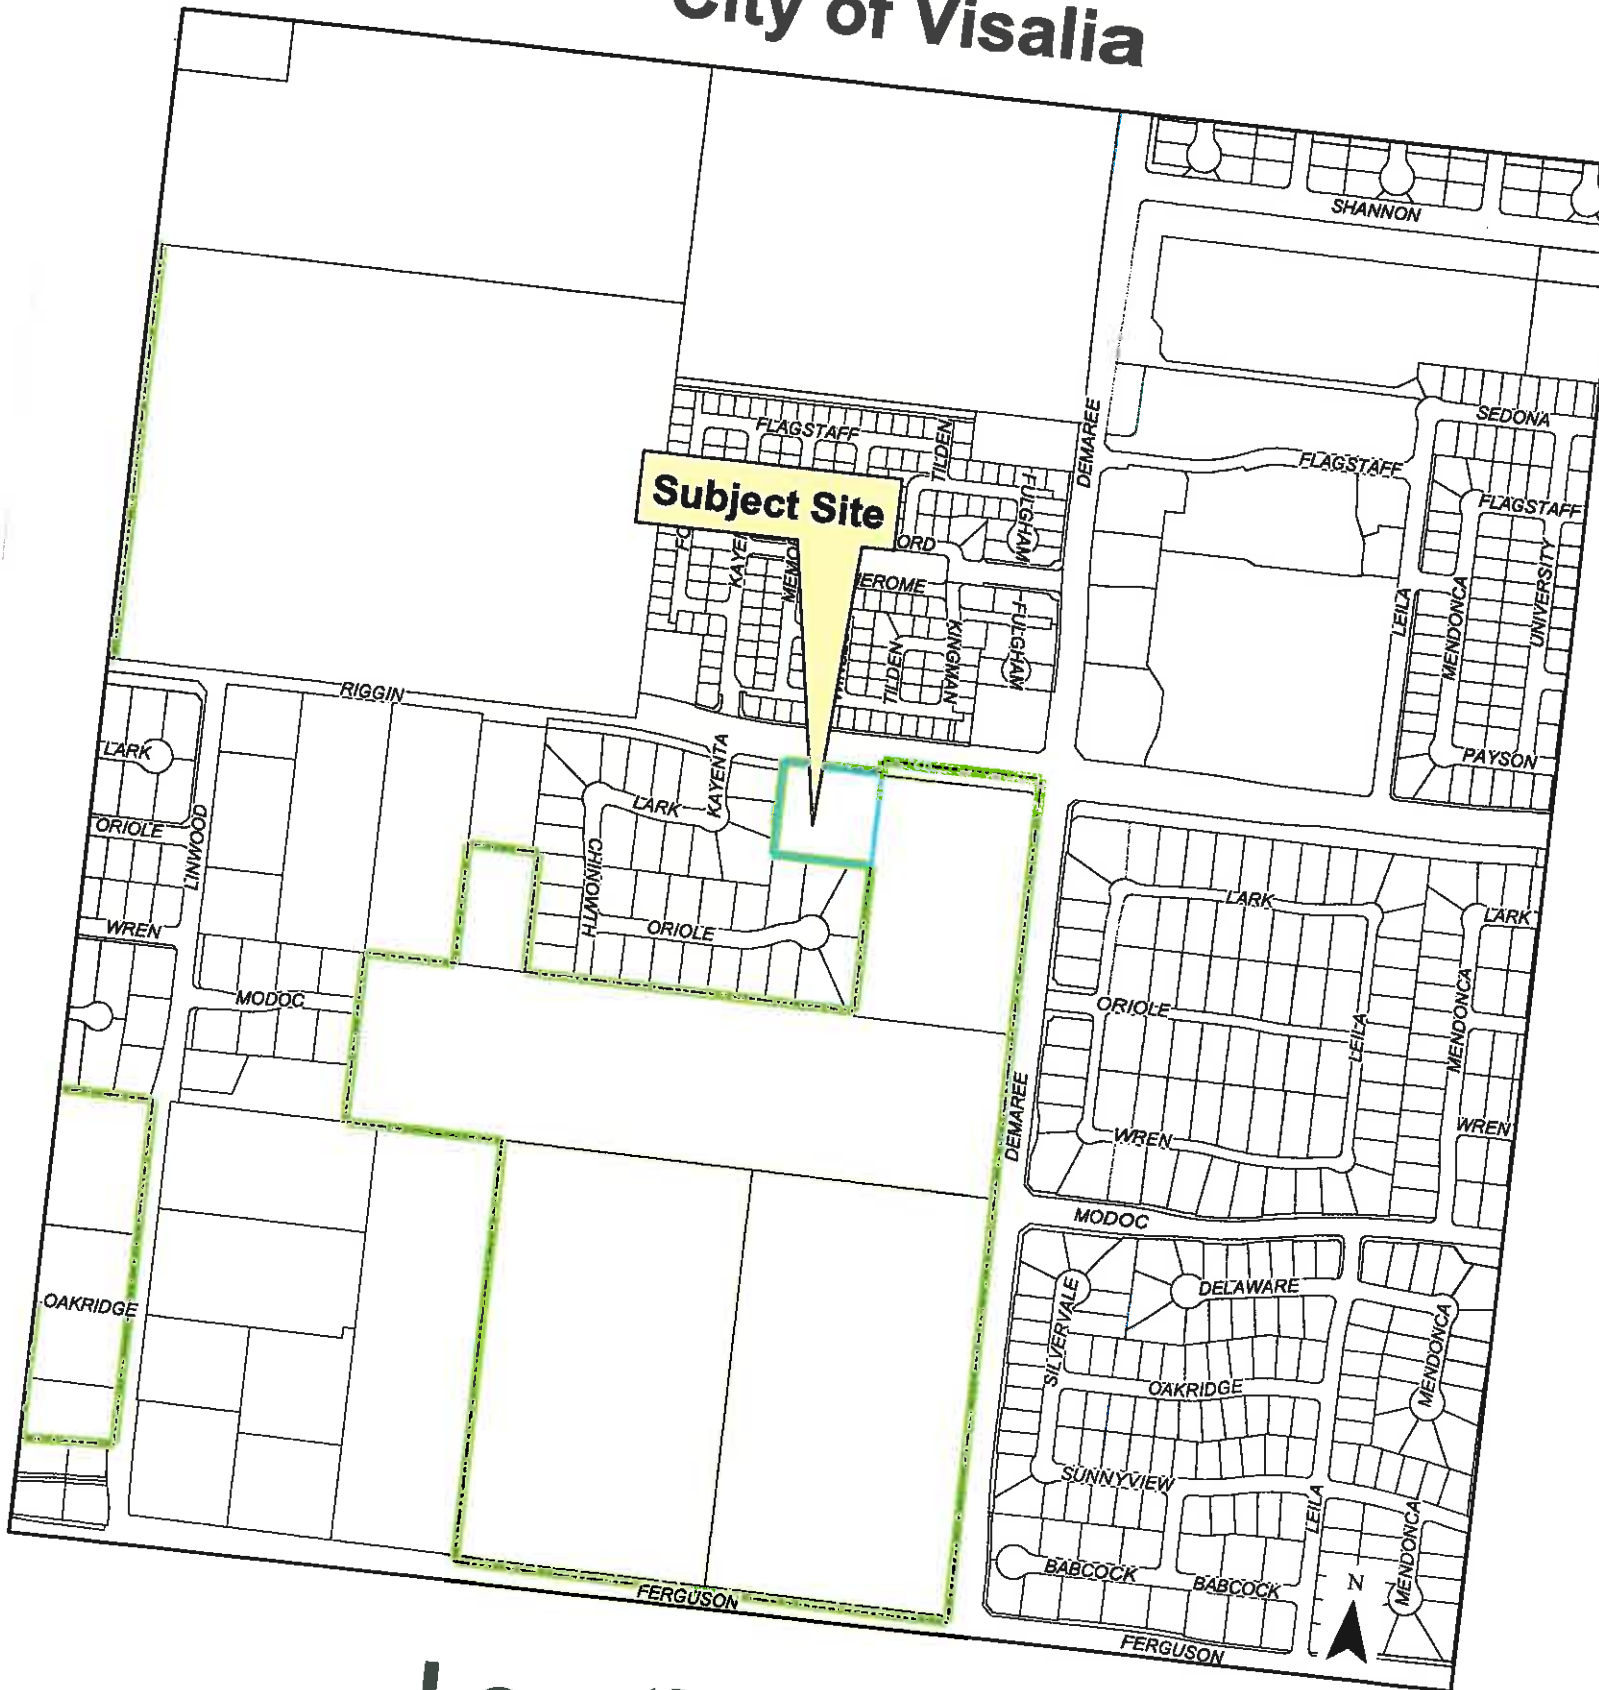 City of Visalia
SHANNON
SEDONA
FLAGSTAFF
TILDEN
DEMAREE
FLAGSTAFF
FLAGSTAFF
Subject Site
FULGHAM
UNIVERSITY
JEROME
LEILA
MENDONCA
FULGHAM
KINGMAN
TILDEN
RIGGIN
KAYENTA
PAYSON
LARK
LARK
ORIOLE
LINWOOD
CHINOWTH
LARK
LARK
WREN
ORIOLE
MODOC
ORIOLE
LEILA
MENDONCA
DEMAREE
WREN
WREN
MODOC
OAKRIDGE
DELAWARE
SILVERVALE
MENDONCA
OAKRIDGE
SUNNYVIEW
LEILA
MENDONCA
BABCOCK
BABCOCK
N
FERGUSON
FERGUSON